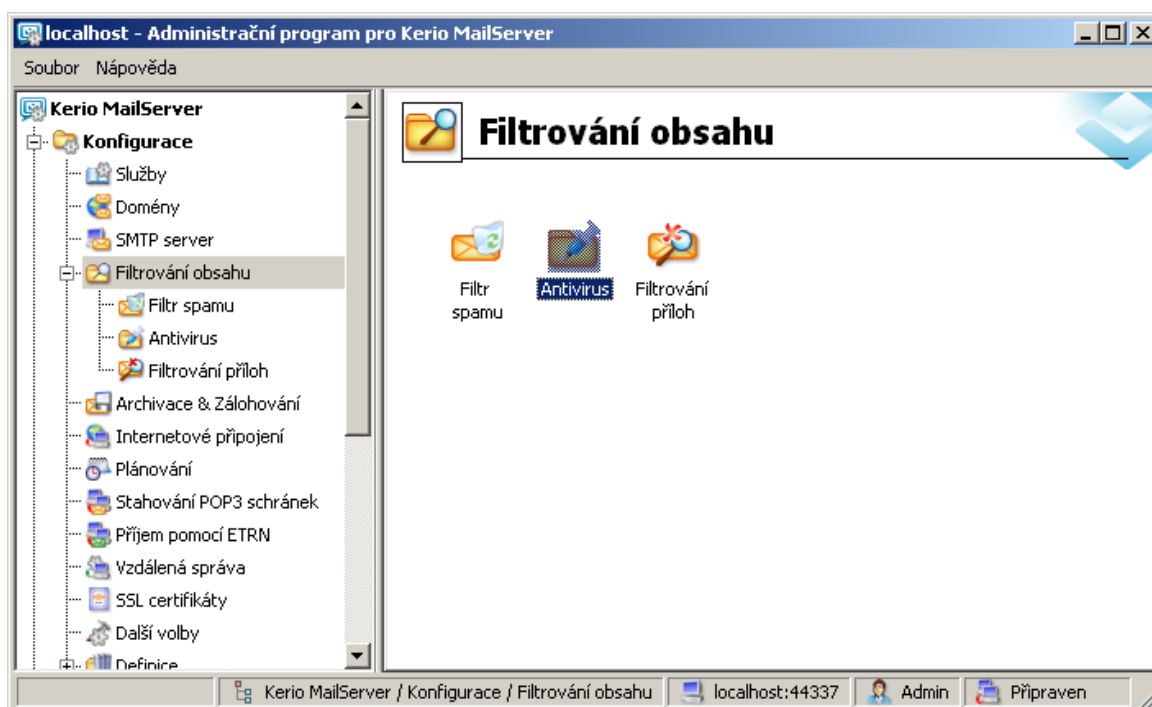 localhost - Administrační program pro Kerio MailServer
Soubor Nápověda
Kerio MailServer
Konfigurace
Služby
Domény
SMTP server
Filtrování obsahu
Filtr spamu
Antivirus
Filtrování příloh
Archivace & Zálohování
Internetové připojení
Plánování
Stahování POP3 schránek
Příjem pomocí ETRN
Vzdálená správa
SSL certifikáty
Další volby
Definice
Filtrování obsahu
Filtr
spamu
Antivirus
Filtrování
příloh
Kerio MailServer / Konfigurace / Filtrování obsahu
localhost:44337
Admin
Připraven